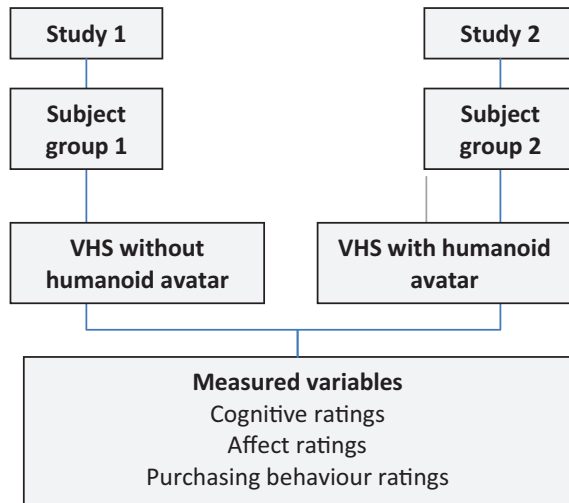 Study 1
Study 2
Subject
group 1
Subject
group 2
VHS without
humanoid avatar
VHS with humanoid
avatar
Measured variables
Cognitive ratings
Affect ratings
Purchasing behaviour ratings